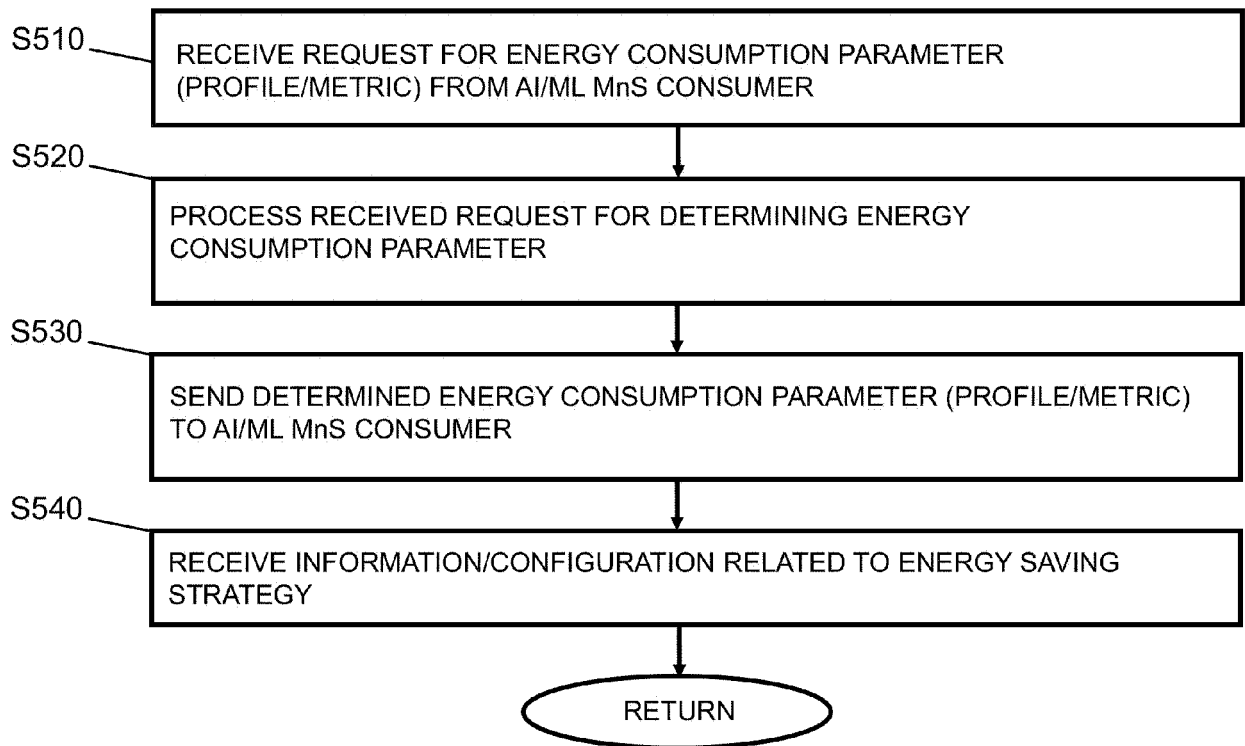 S510
RECEIVE REQUEST FOR ENERGY CONSUMPTION PARAMETER
(PROFILE/METRIC) FROM AI/ML MnS CONSUMER
S520
PROCESS RECEIVED REQUEST FOR DETERMINING ENERGY
CONSUMPTION PARAMETER
S530
SEND DETERMINED ENERGY CONSUMPTION PARAMETER (PROFILE/METRIC)
TO AI/ML MnS CONSUMER
S540
RECEIVE INFORMATION/CONFIGURATION RELATED TO ENERGY SAVING
STRATEGY
RETURN